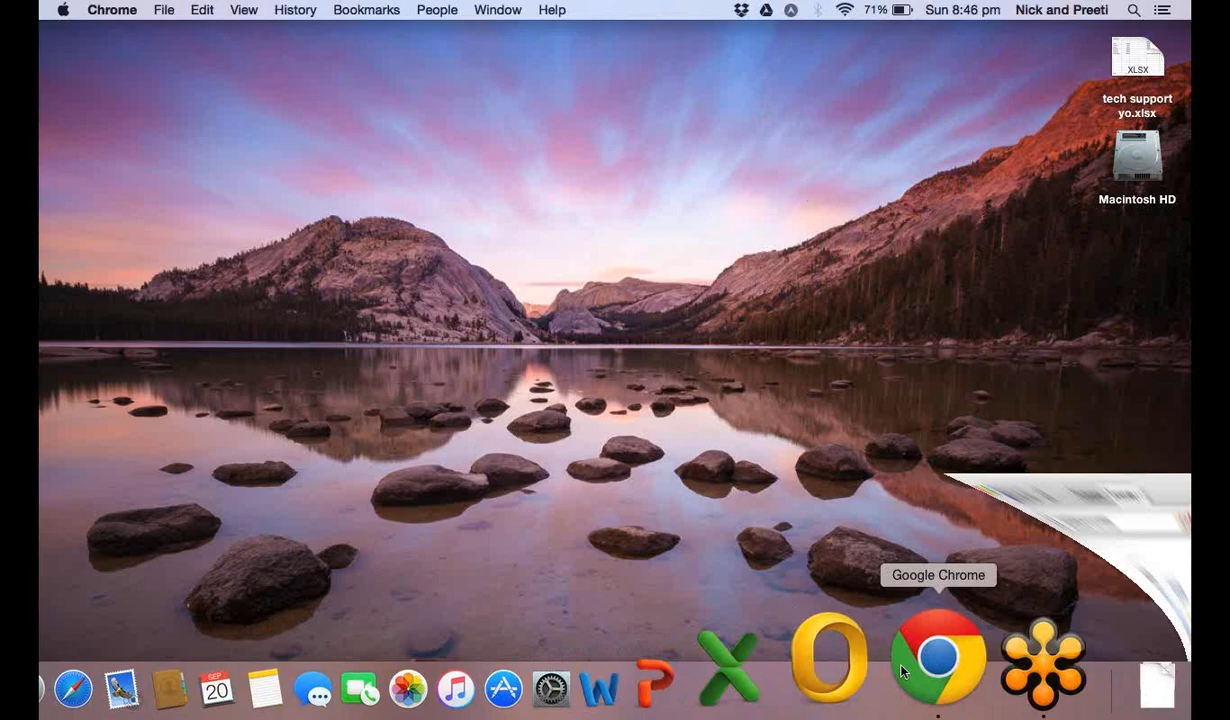 Chrome File Edit View History Bookmarks People Window Help 71% Sun 8:46 pm Nick and Preeti
XLSX
tech support
yo.xlsx
Macintosh HD
Google Chrome
SEP
20
W P X O